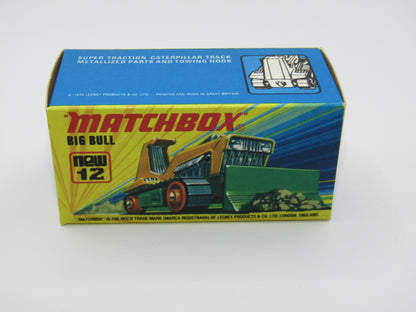 SUPER TRACTION CATERPILLAR TRACK
METALLIZED PARTS AND TOWING HOOK
© 1974 LESNEY PRODUCTS & CO. LTD. PRINTED AND MADE IN GREAT BRITAIN
"MATCHBOX"
BIG BULL
new
12
"MATCHBOX" IS THE REG'D TRADE MARK (MARCA REGISTRADA) OF LESNEY PRODUCTS & CO. LTD. LONDON, ENGLAND